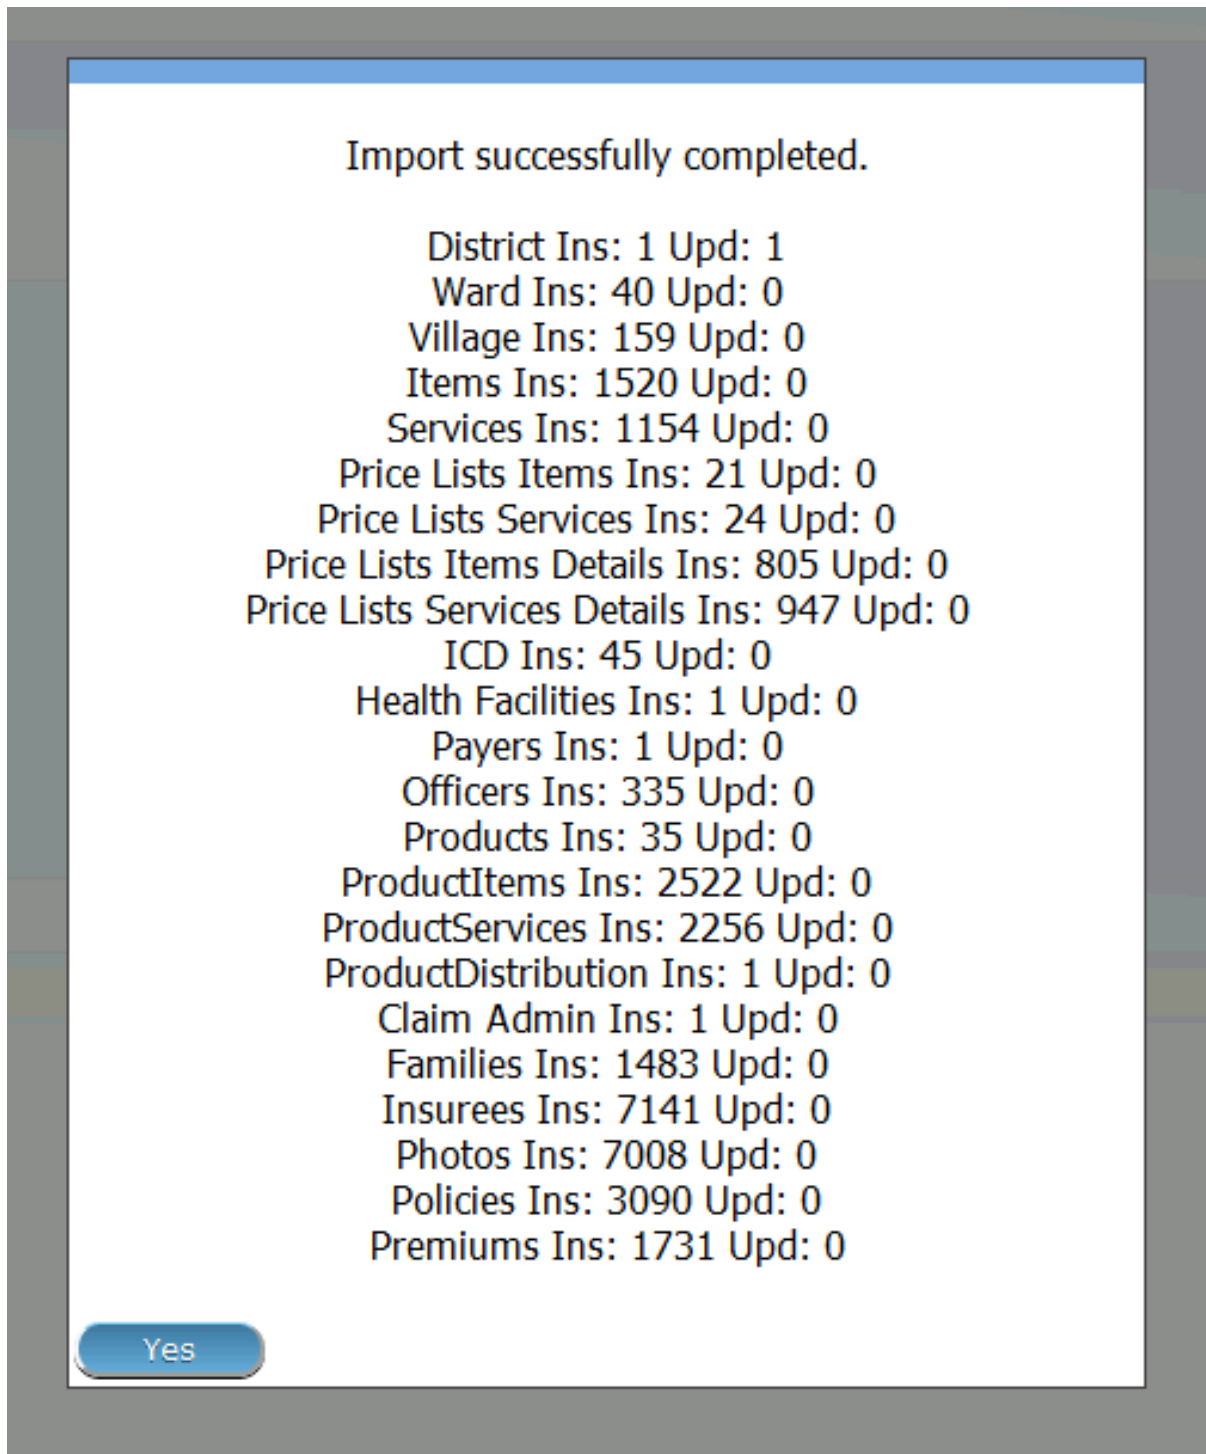 Import successfully completed.
District Ins: 1 Upd: 1
Ward Ins: 40 Upd: 0
Village Ins: 159 Upd: 0
Items Ins: 1520 Upd: 0
Services Ins: 1154 Upd: 0
Price Lists Items Ins: 21 Upd: 0
Price Lists Services Ins: 24 Upd: 0
Price Lists Items Details Ins: 805 Upd: 0
Price Lists Services Details Ins: 947 Upd: 0
ICD Ins: 45 Upd: 0
Health Facilities Ins: 1 Upd: 0
Payers Ins: 1 Upd: 0
Officers Ins: 335 Upd: 0
Products Ins: 35 Upd: 0
ProductItems Ins: 2522 Upd: 0
ProductServices Ins: 2256 Upd: 0
ProductDistribution Ins: 1 Upd: 0
Claim Admin Ins: 1 Upd: 0
Families Ins: 1483 Upd: 0
Insurees Ins: 7141 Upd: 0
Photos Ins: 7008 Upd: 0
Policies Ins: 3090 Upd: 0
Premiums Ins: 1731 Upd: 0
Yes